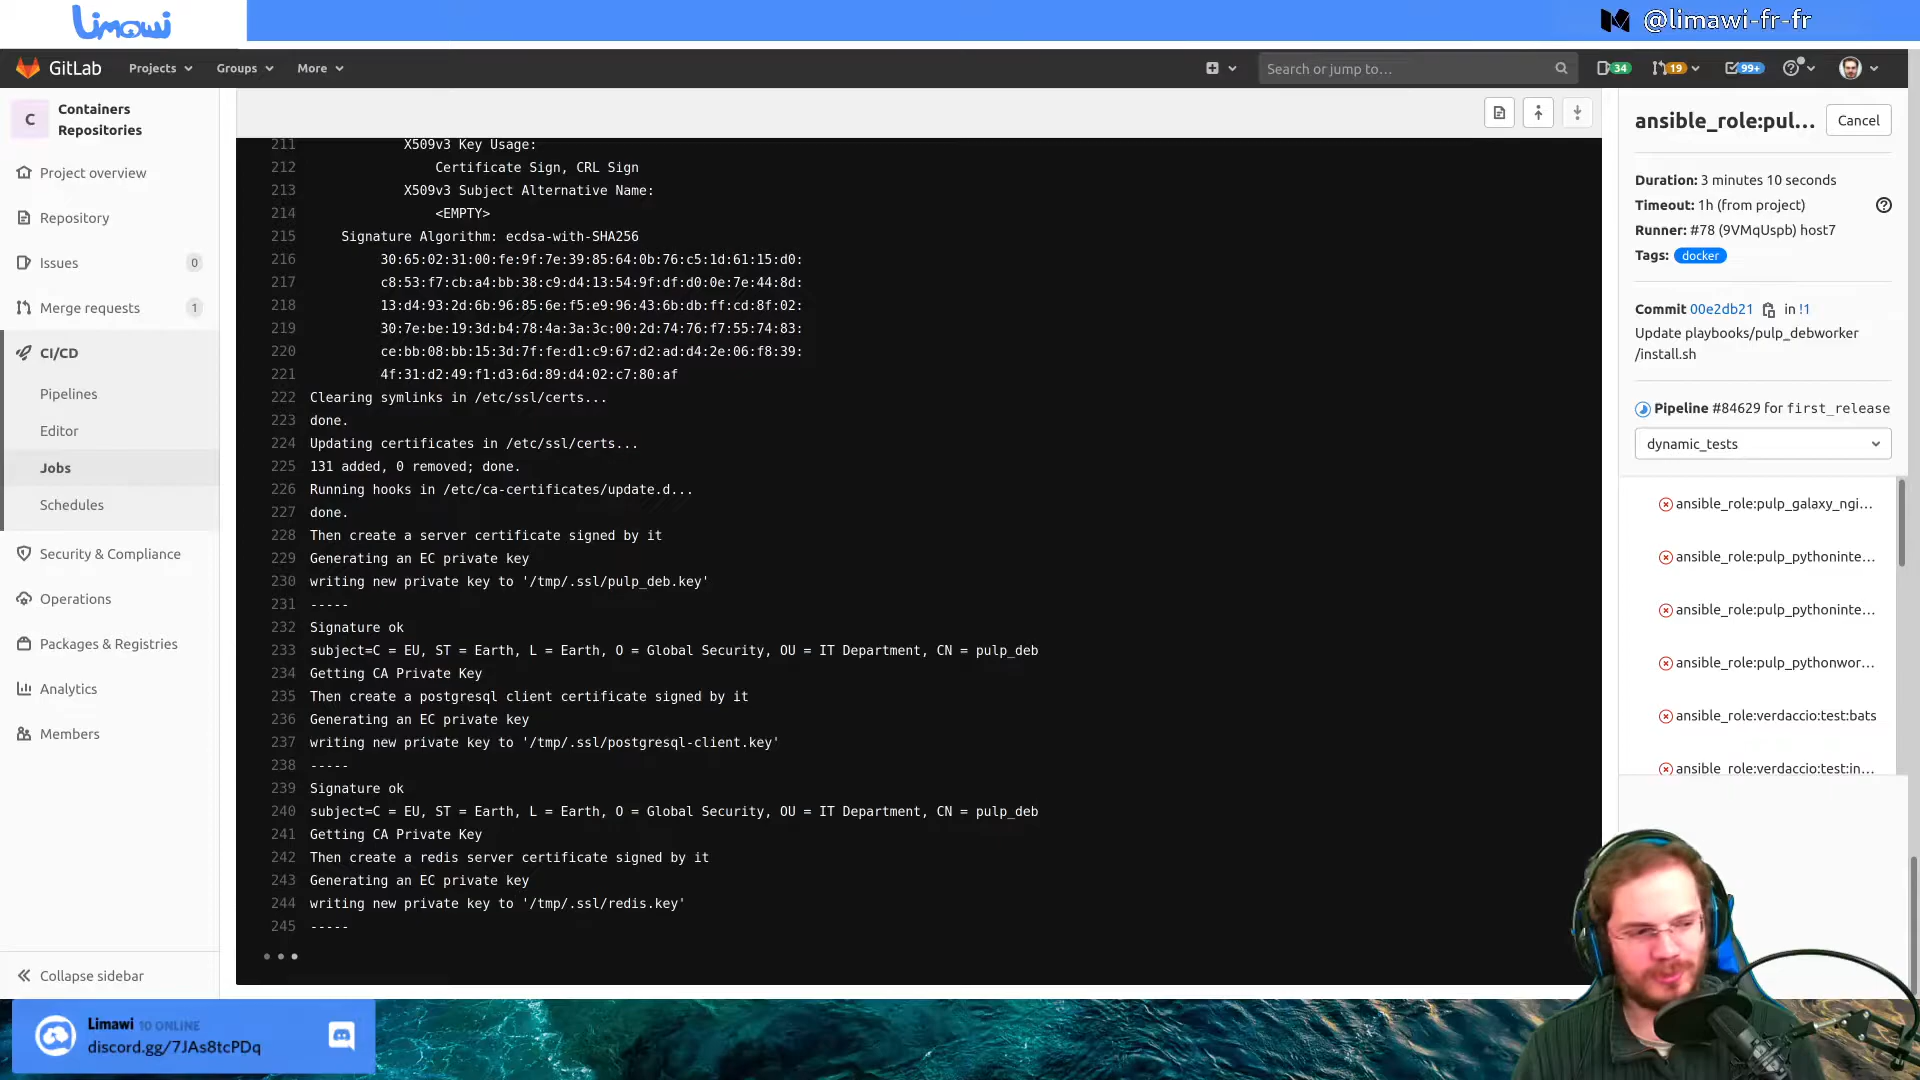 Limawi
@limawi-fr-fr
GitLab
Projects
Groups
More
Search or jump to…
34
19
99+
C
Containers
Repositories
Project overview
Repository
Issues
0
Merge requests
1
CI/CD
Pipelines
Editor
Jobs
Schedules
Security & Compliance
Operations
Packages & Registries
Analytics
Members
Collapse sidebar
211 X509v3 Key Usage:
212 Certificate Sign, CRL Sign
213 X509v3 Subject Alternative Name:
214 <EMPTY>
215 Signature Algorithm: ecdsa-with-SHA256
216 30:65:02:31:00:fe:9f:7e:39:85:64:0b:76:c5:1d:61:15:d0:
217 c8:53:f7:cb:a4:bb:38:c9:d4:13:54:9f:df:d0:0e:7e:44:8d:
218 13:d4:93:2d:6b:96:85:6e:f5:e9:96:43:6b:db:ff:cd:8f:02:
219 30:7e:be:19:3d:b4:78:4a:3a:3c:00:2d:74:76:f7:55:74:83:
220 ce:bb:08:bb:15:3d:7f:fe:d1:c9:67:d2:ad:d4:2e:06:f8:39:
221 4f:31:d2:49:f1:d3:6d:89:d4:02:c7:80:af
222 Clearing symlinks in /etc/ssl/certs...
223 done.
224 Updating certificates in /etc/ssl/certs...
225 131 added, 0 removed; done.
226 Running hooks in /etc/ca-certificates/update.d...
227 done.
228 Then create a server certificate signed by it
229 Generating an EC private key
230 writing new private key to '/tmp/.ssl/pulp_deb.key'
231 -----
232 Signature ok
233 subject=C = EU, ST = Earth, L = Earth, O = Global Security, OU = IT Department, CN = pulp_deb
234 Getting CA Private Key
235 Then create a postgresql client certificate signed by it
236 Generating an EC private key
237 writing new private key to '/tmp/.ssl/postgresql-client.key'
238 -----
239 Signature ok
240 subject=C = EU, ST = Earth, L = Earth, O = Global Security, OU = IT Department, CN = pulp_deb
241 Getting CA Private Key
242 Then create a redis server certificate signed by it
243 Generating an EC private key
244 writing new private key to '/tmp/.ssl/redis.key'
245 -----
ansible_role:pul...
Cancel
Duration: 3 minutes 10 seconds
Timeout: 1h (from project)
Runner: #78 (9VMqUspb) host7
Tags: docker
Commit 00e2db21 in !1
Update playbooks/pulp_debworker
/install.sh
Pipeline #84629 for first_release
dynamic_tests
ansible_role:pulp_galaxy_ngi...
ansible_role:pulp_pythoninte...
ansible_role:pulp_pythoninte...
ansible_role:pulp_pythonwor...
ansible_role:verdaccio:test:bats
ansible_role:verdaccio:test:in...
Limawi 10 ONLINE
discord.gg/7JAs8tcPDq